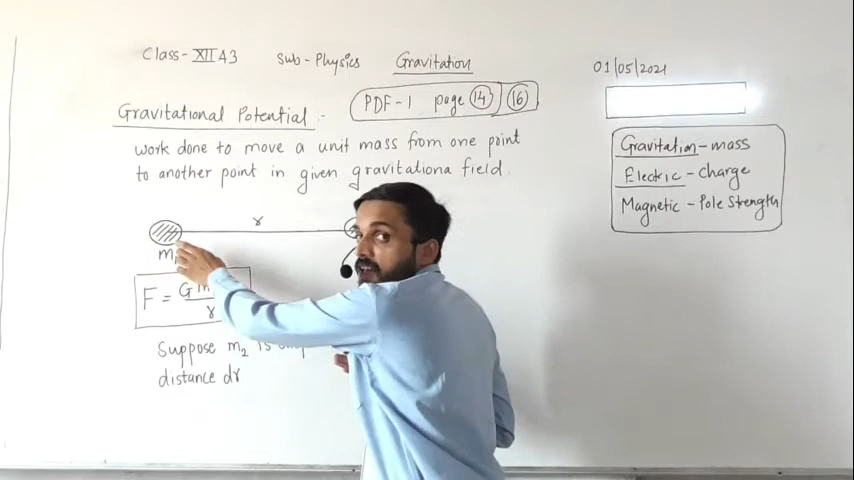 Class-XII A3 Sub-Physics Gravitation
01/05/2021
PDF-1 page 14 16
Gravitational Potential :-
work done to move a unit mass from one point
to another point in given gravitationa field.
r
m
F = G m
r
Suppose m2 is
distance dr
Gravitation - mass
Electric - charge
Magnetic - Pole Strength